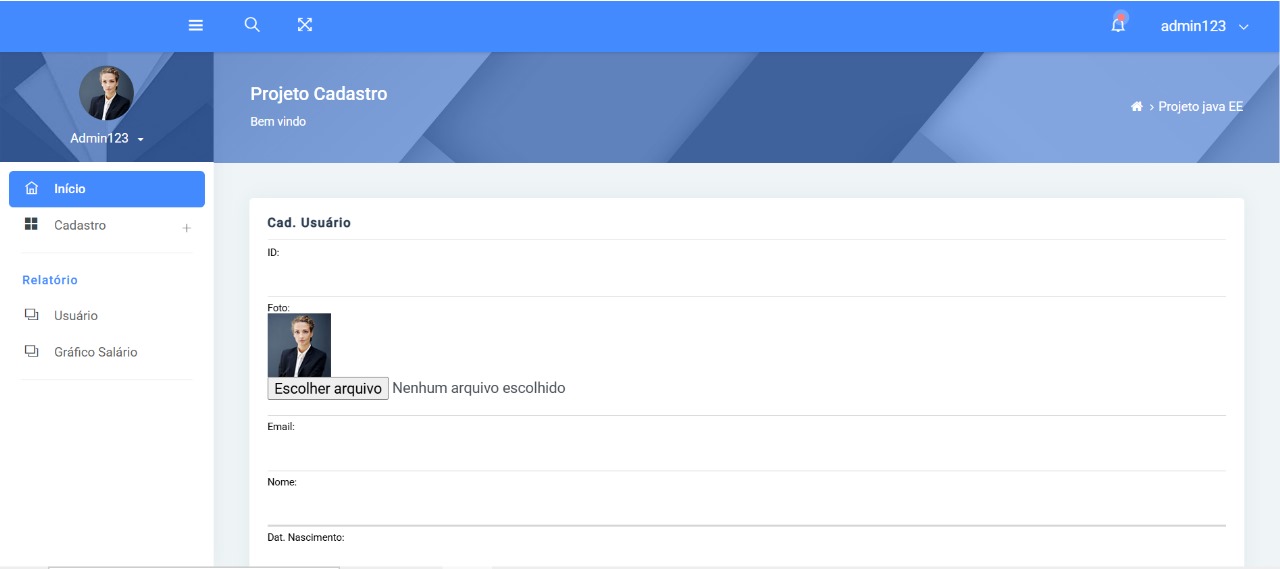 admin123
Admin123
Projeto Cadastro
Bem vindo
> Projeto java EE
Início
Cadastro +
Relatório
Usuário
Gráfico Salário
Cad. Usuário
ID:
Foto:
Escolher arquivo Nenhum arquivo escolhido
Email:
Nome:
Dat. Nascimento: